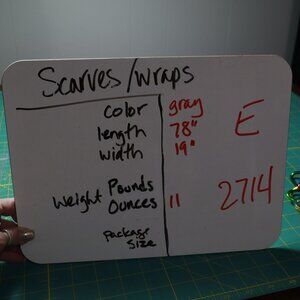 Scarves/wraps
color gray
length 78"
width 19"
E
Weight Pounds
Ounces 11
2714
Package
Size